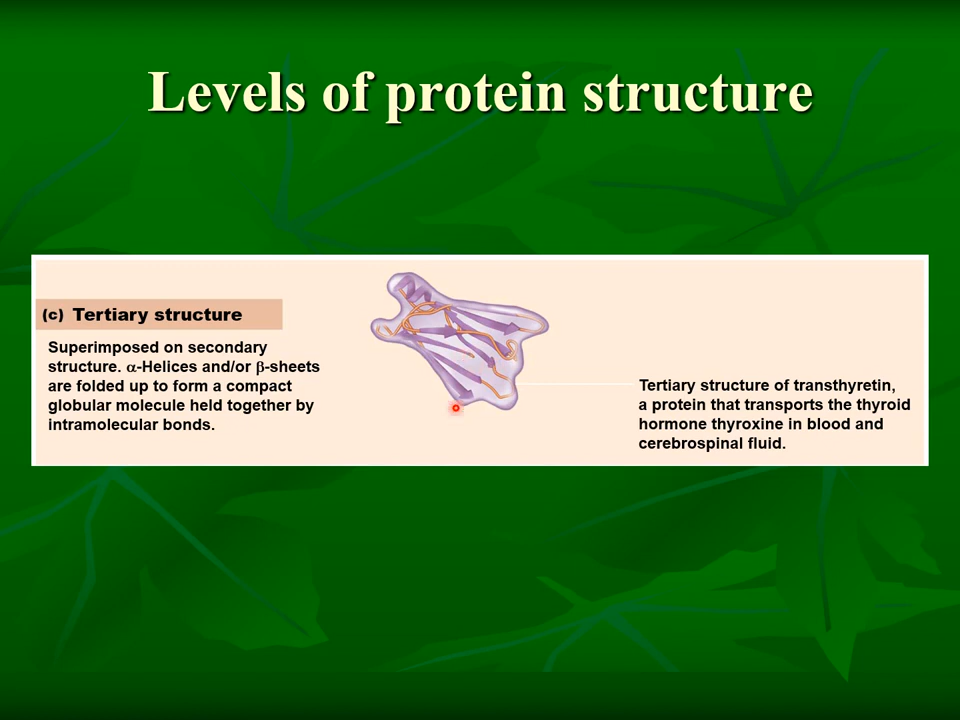 Levels of protein structure
(c) Tertiary structure
Superimposed on secondary
structure. α-Helices and/or β-sheets
are folded up to form a compact
globular molecule held together by
intramolecular bonds.
Tertiary structure of transthyretin,
a protein that transports the thyroid
hormone thyroxine in blood and
cerebrospinal fluid.